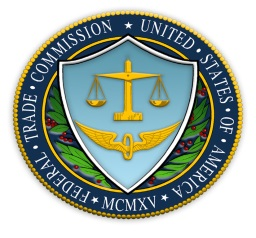 FEDERAL · TRADE · COMMISSION ★ UNITED · STATES · OF · AMERICA
★ MCMXV ★